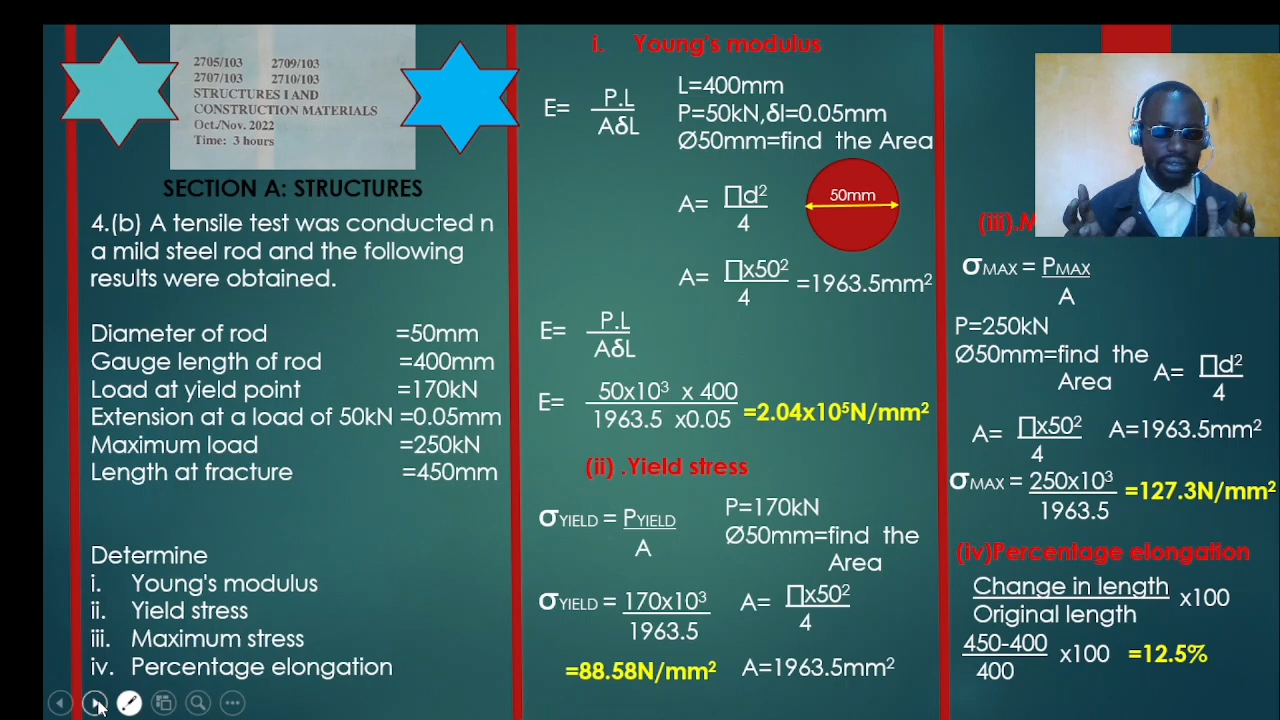 2705/103 2709/103
2707/103 2710/103
STRUCTURES I AND
CONSTRUCTION MATERIALS
Oct./Nov. 2022
Time: 3 hours
SECTION A: STRUCTURES
4.(b) A tensile test was conducted n
a mild steel rod and the following
results were obtained.
Diameter of rod =50mm
Gauge length of rod =400mm
Load at yield point =170kN
Extension at a load of 50kN =0.05mm
Maximum load =250kN
Length at fracture =450mm
Determine
i. Young's modulus
ii. Yield stress
iii. Maximum stress
iv. Percentage elongation
i. Young's modulus
E= P.L
AδL
L=400mm
P=50kN,δl=0.05mm
Ø50mm=find the Area
A= ∏d²
4
50mm
A= ∏x50² =1963.5mm²
4
E= P.L
AδL
E= 50x10³ x 400
1963.5 x0.05 =2.04x10⁵N/mm²
(ii) .Yield stress
σYIELD = PYIELD
A
P=170kN
Ø50mm=find the
Area
σYIELD = 170x10³
1963.5
A= ∏x50²
4
=88.58N/mm² A=1963.5mm²
(iii).M
σMAX = PMAX
A
P=250kN
Ø50mm=find the
Area
A= ∏d²
4
A= ∏x50² A=1963.5mm²
4
σMAX = 250x10³ =127.3N/mm²
1963.5
(iv)Percentage elongation
Change in length x100
Original length
450-400 x100 =12.5%
400